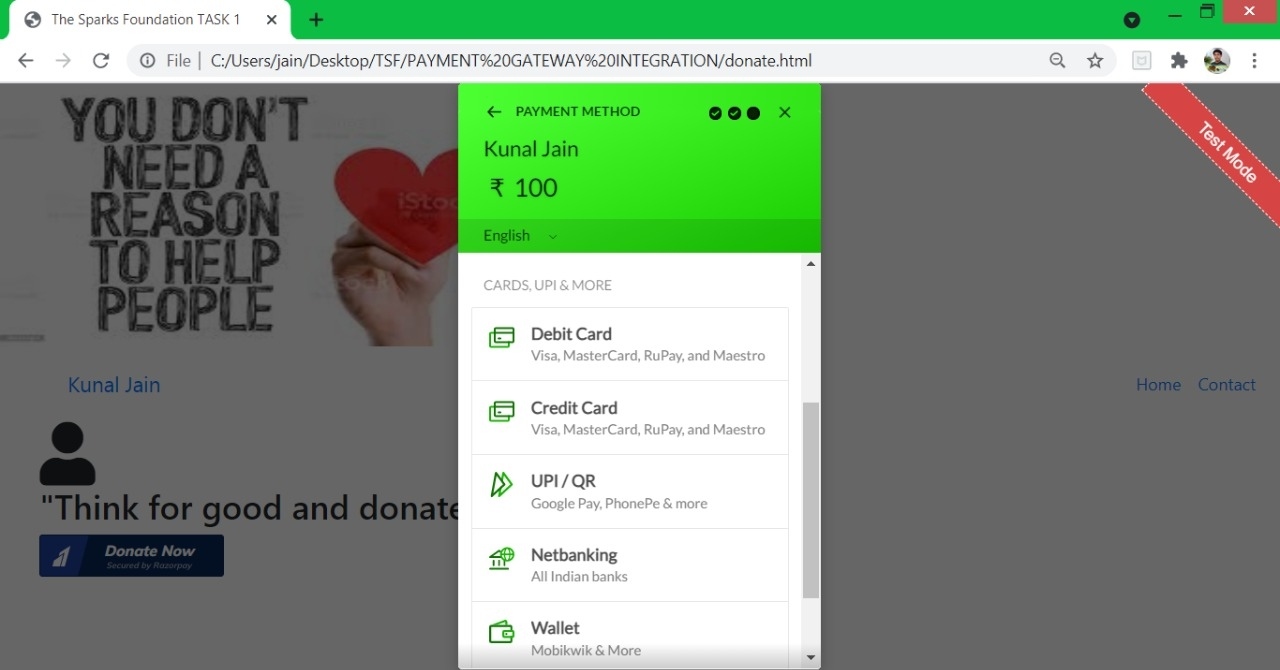 The Sparks Foundation TASK 1
File | C:/Users/jain/Desktop/TSF/PAYMENT%20GATEWAY%20INTEGRATION/donate.html
YOU DON'T
NEED A
REASON
TO HELP
PEOPLE
iStoc
Test Mode
PAYMENT METHOD
Kunal Jain
₹ 100
English
CARDS, UPI & MORE
Debit Card
Visa, MasterCard, RuPay, and Maestro
Credit Card
Visa, MasterCard, RuPay, and Maestro
UPI / QR
Google Pay, PhonePe & more
Netbanking
All Indian banks
Wallet
Mobikwik & More
Kunal Jain
Home Contact
"Think for good and donate
Donate Now
Secured by Razorpay